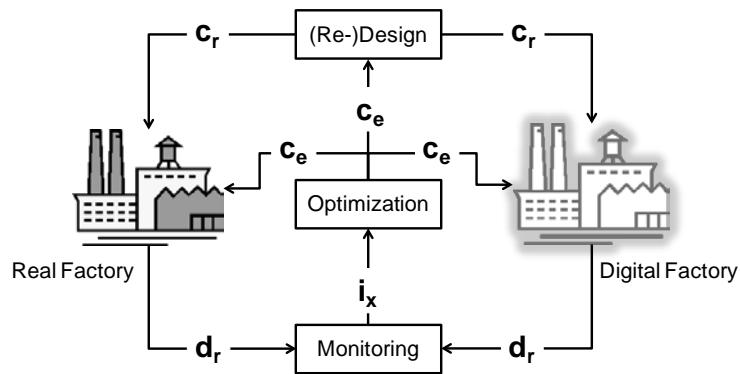 c_r (Re-)Design c_r
c_e
c_e c_e
Optimization
Real Factory Digital Factory
i_x
d_r Monitoring d_r